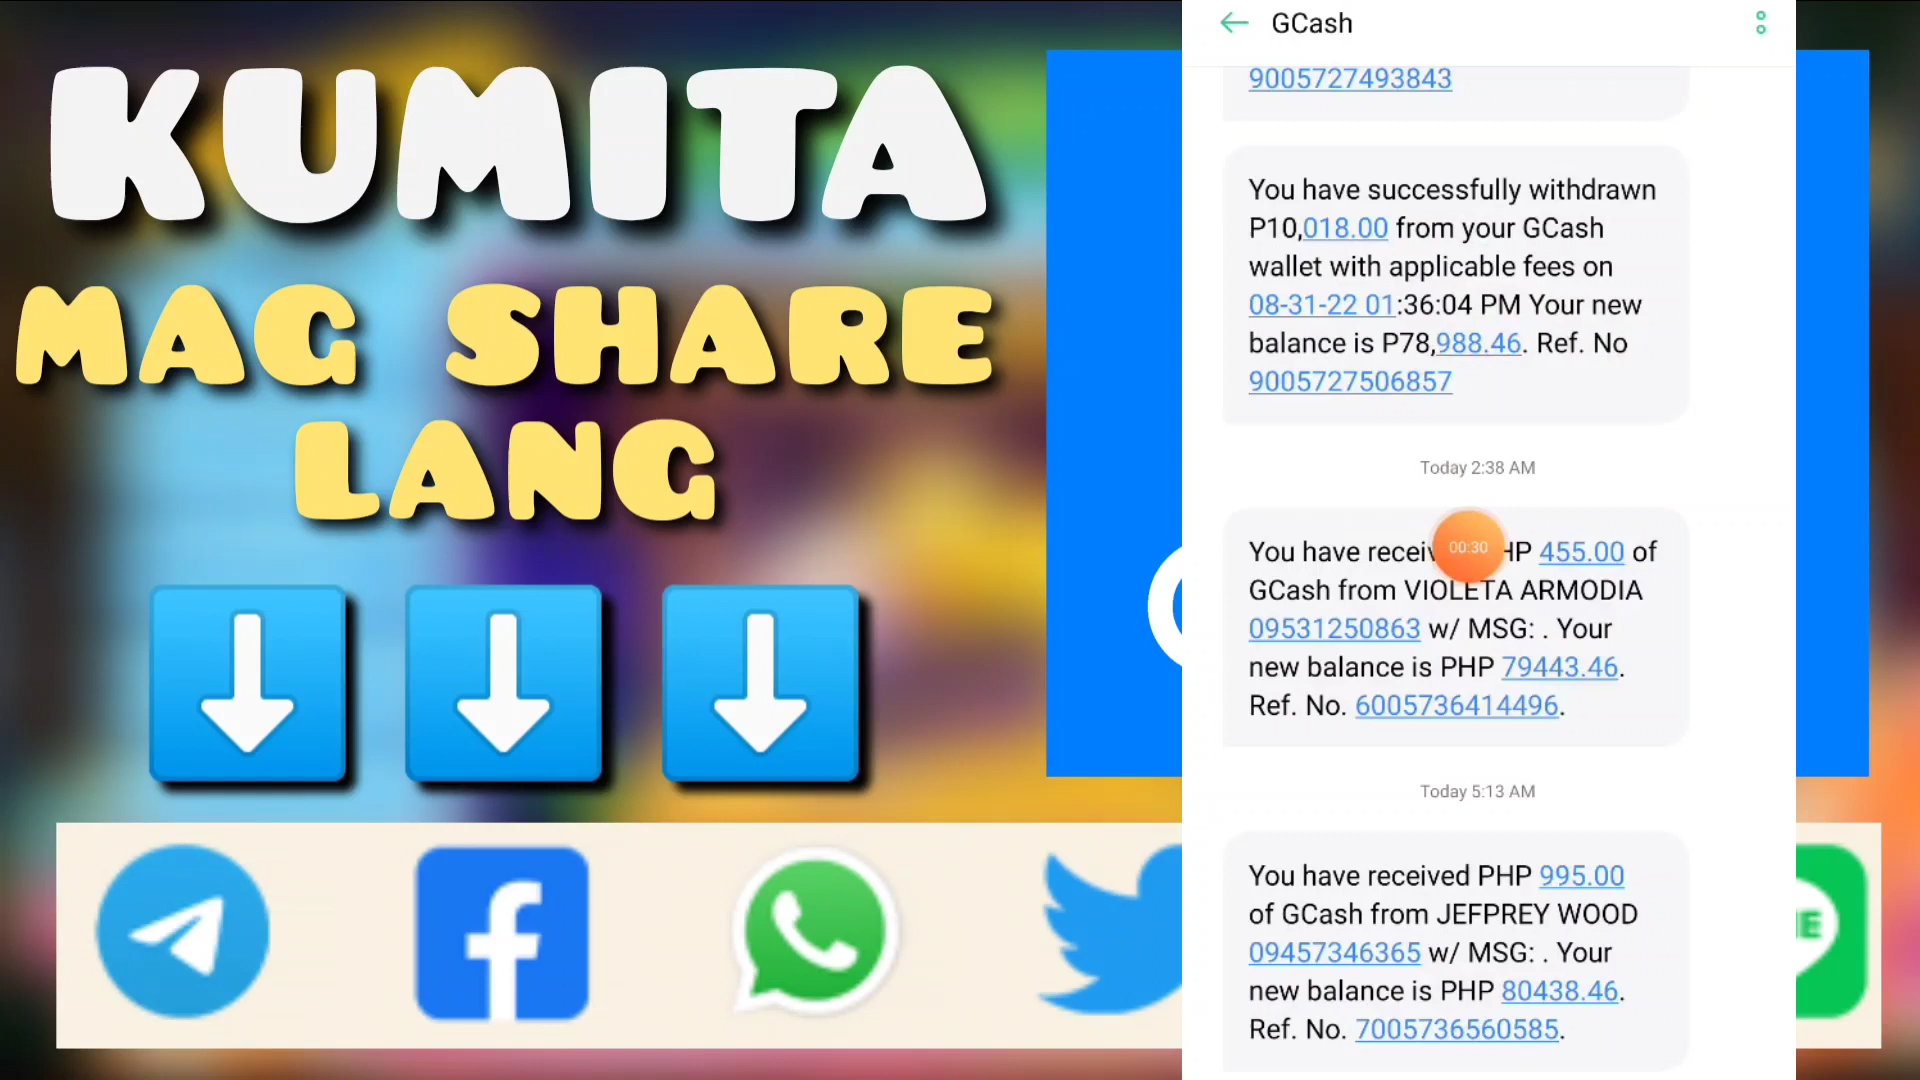 KUMITA
MAG SHARE
LANG
GCash
9005727493843
You have successfully withdrawn
P10,018.00 from your GCash
wallet with applicable fees on
08-31-22 01:36:04 PM Your new
balance is P78,988.46. Ref. No
9005727506857
Today 2:38 AM
You have receiv HP 455.00 of
00:30
GCash from VIOLETA ARMODIA
09531250863 w/ MSG: . Your
new balance is PHP 79443.46.
Ref. No. 6005736414496.
Today 5:13 AM
You have received PHP 995.00
of GCash from JEFPREY WOOD
09457346365 w/ MSG: . Your
new balance is PHP 80438.46.
Ref. No. 7005736560585.